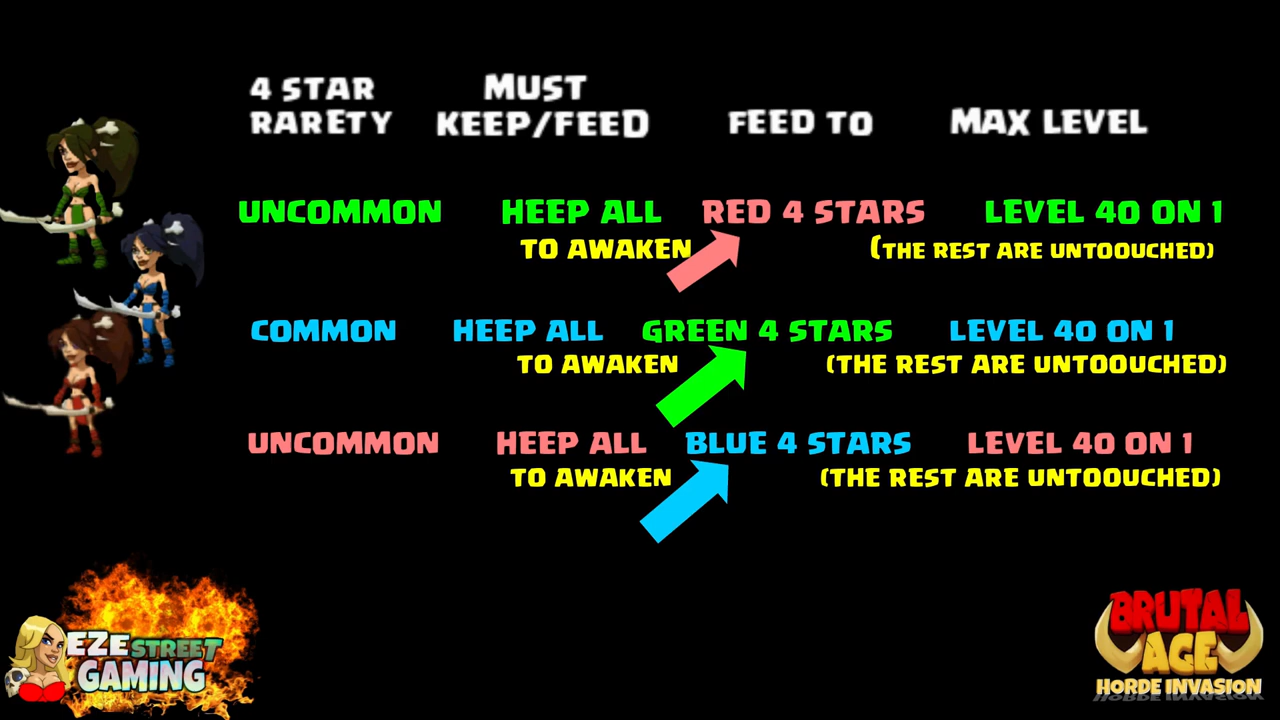 4 STAR RARETY MUST KEEP/FEED FEED TO MAX LEVEL
UNCOMMON HEEP ALL RED 4 STARS LEVEL 40 ON 1
TO AWAKEN (THE REST ARE UNTOOUCHED)
COMMON HEEP ALL GREEN 4 STARS LEVEL 40 ON 1
TO AWAKEN (THE REST ARE UNTOOUCHED)
UNCOMMON HEEP ALL BLUE 4 STARS LEVEL 40 ON 1
TO AWAKEN (THE REST ARE UNTOOUCHED)
EZE STREET
GAMING
BRUTAL
AGE
HORDE INVASION